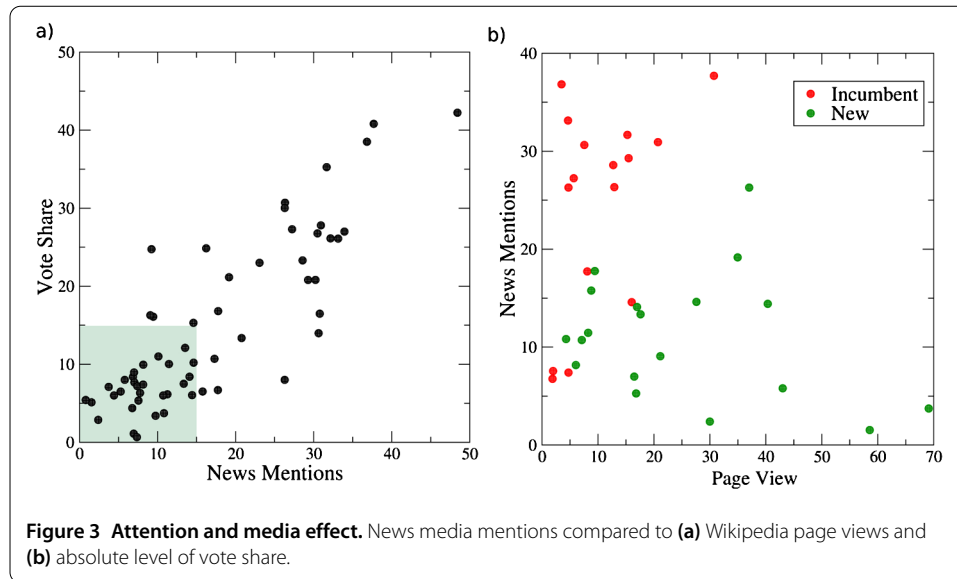 a)
50
40
30
20
10
0
Vote Share
0 10 20 30 40 50
News Mentions
b)
40
30
20
10
0
News Mentions
Incumbent
New
0 10 20 30 40 50 60 70
Page View
Figure 3 Attention and media effect. News media mentions compared to (a) Wikipedia page views and
(b) absolute level of vote share.